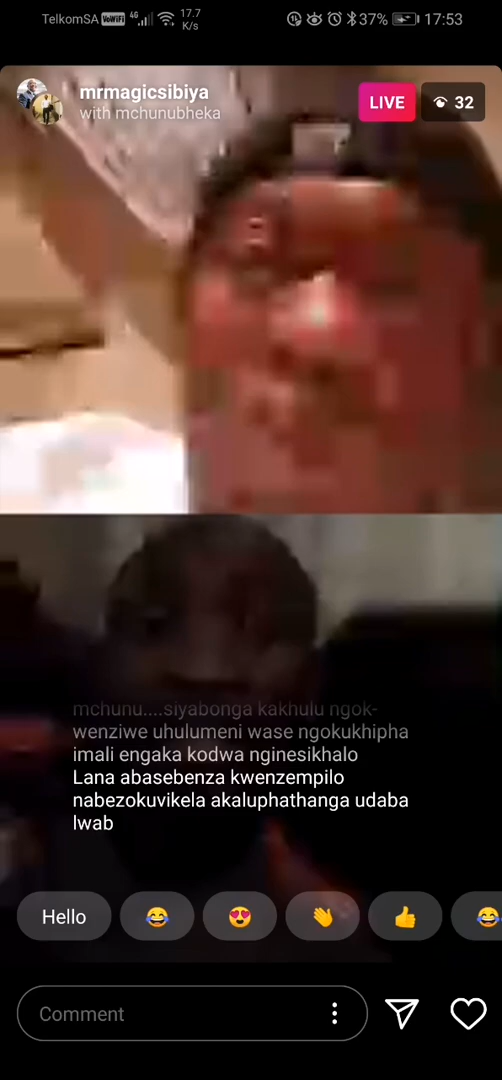 TelkomSA VoWiFi 4G 17.7 K/s 37% 17:53
mrmagicsibiya
with mchunubheka
LIVE 32
mchunu....siyabonga kakhulu ngok-
wenziwe uhulumeni wase ngokukhipha
imali engaka kodwa nginesikhalo
Lana abasebenza kwenzempilo
nabezokuvikela akaluphathanga udaba
lwab
Hello
Comment